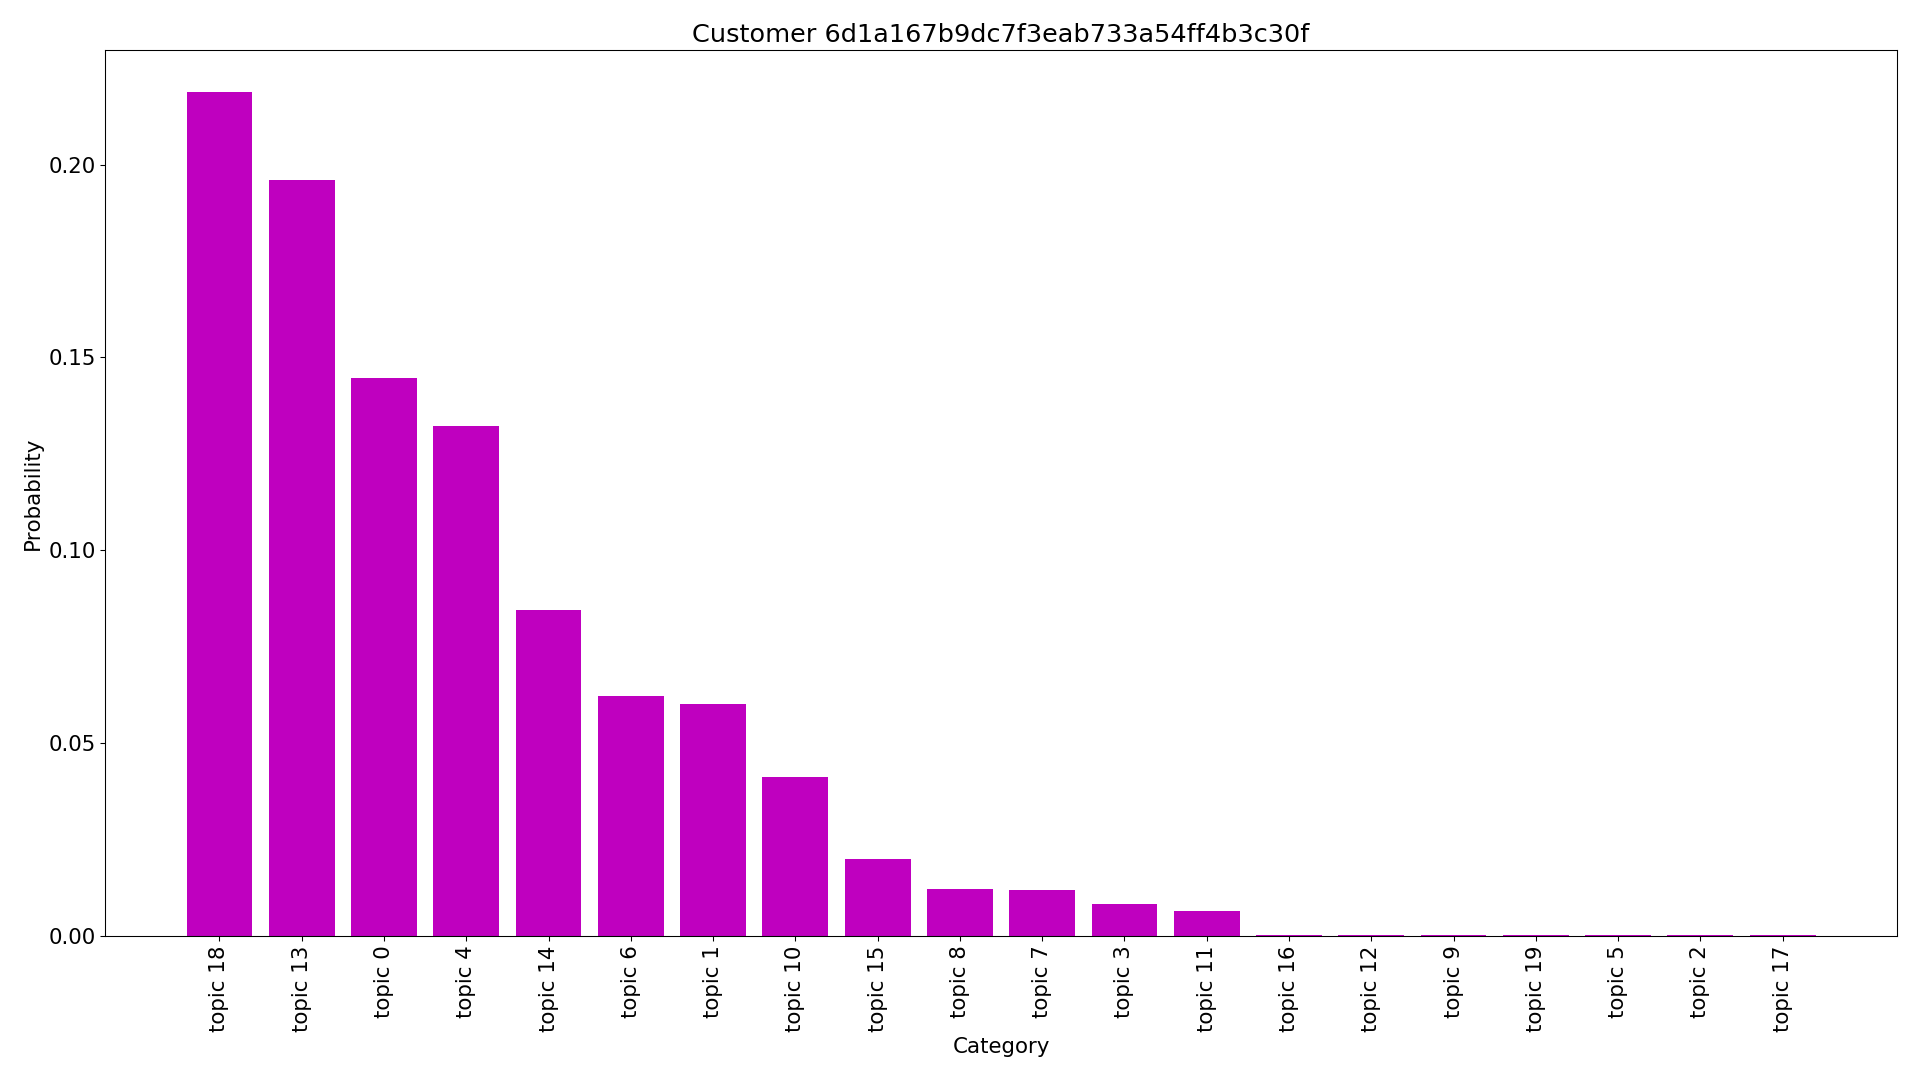 Customer 6d1a167b9dc7f3eab733a54ff4b3c30f
Probability
0.20
0.15
0.10
0.05
0.00
topic 18
topic 13
topic 0
topic 4
topic 14
topic 6
topic 1
topic 10
topic 15
topic 8
topic 7
topic 3
topic 11
topic 16
topic 12
topic 9
topic 19
topic 5
topic 2
topic 17
Category